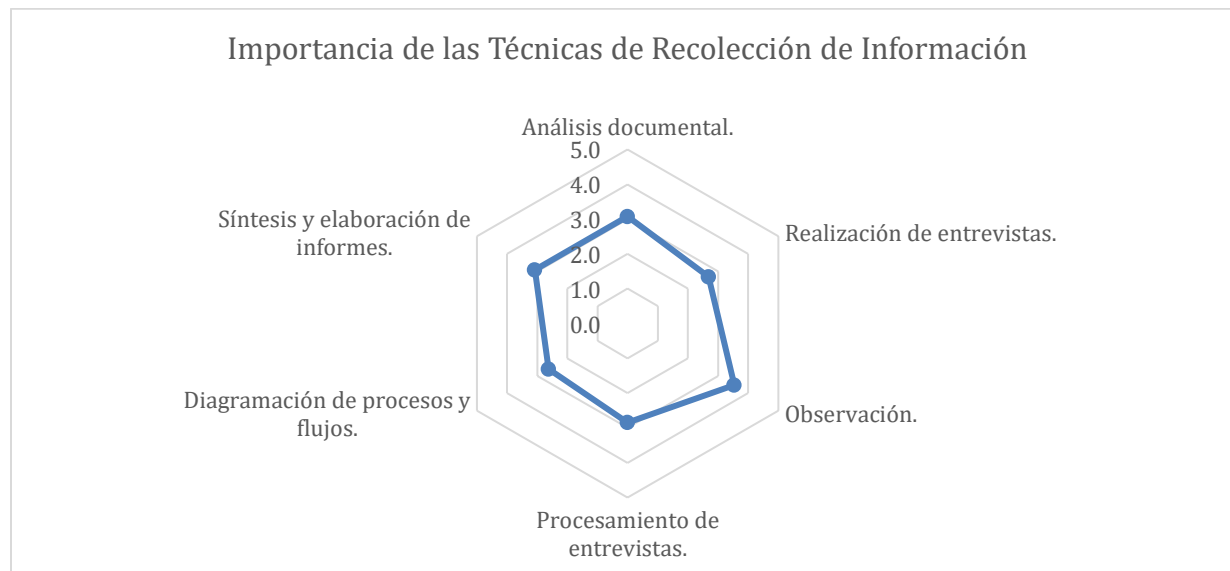 Importancia de las Técnicas de Recolección de Información
Análisis documental.
5.0
4.0
3.0
2.0
1.0
0.0
Realización de entrevistas.
Observación.
Procesamiento de
entrevistas.
Diagramación de procesos y
flujos.
Síntesis y elaboración de
informes.